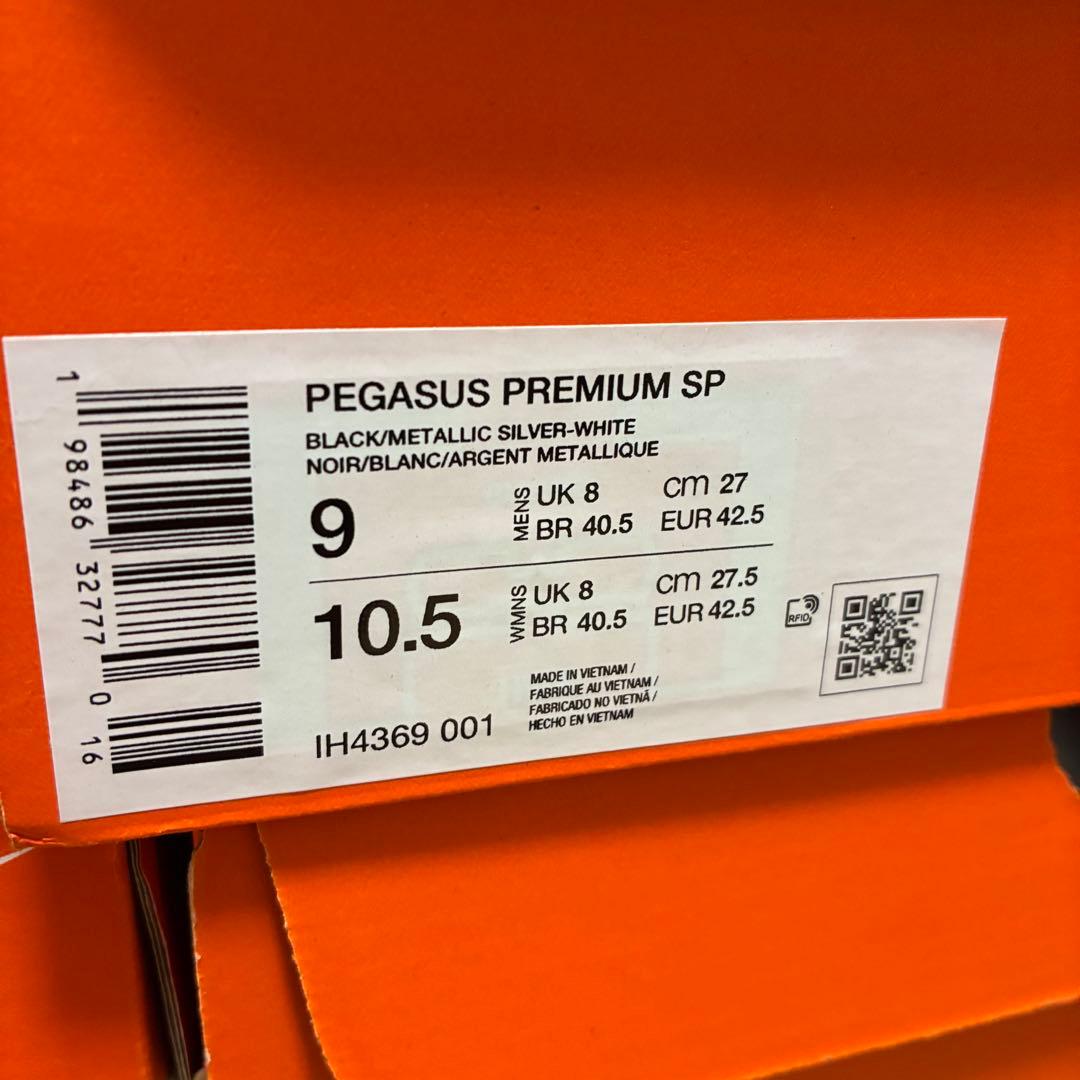 PEGASUS PREMIUM SP
BLACK/METALLIC SILVER-WHITE
NOIR/BLANC/ARGENT METALLIQUE
9
MENS
UK 8 cm 27
BR 40.5 EUR 42.5
10.5
WMNS
UK 8 cm 27.5
BR 40.5 EUR 42.5
RFID
MADE IN VIETNAM /
FABRIQUE AU VIETNAM /
FABRICADO NO VIETNÃ /
HECHO EN VIETNAM
IH4369 001
1 98486 32777 0 16